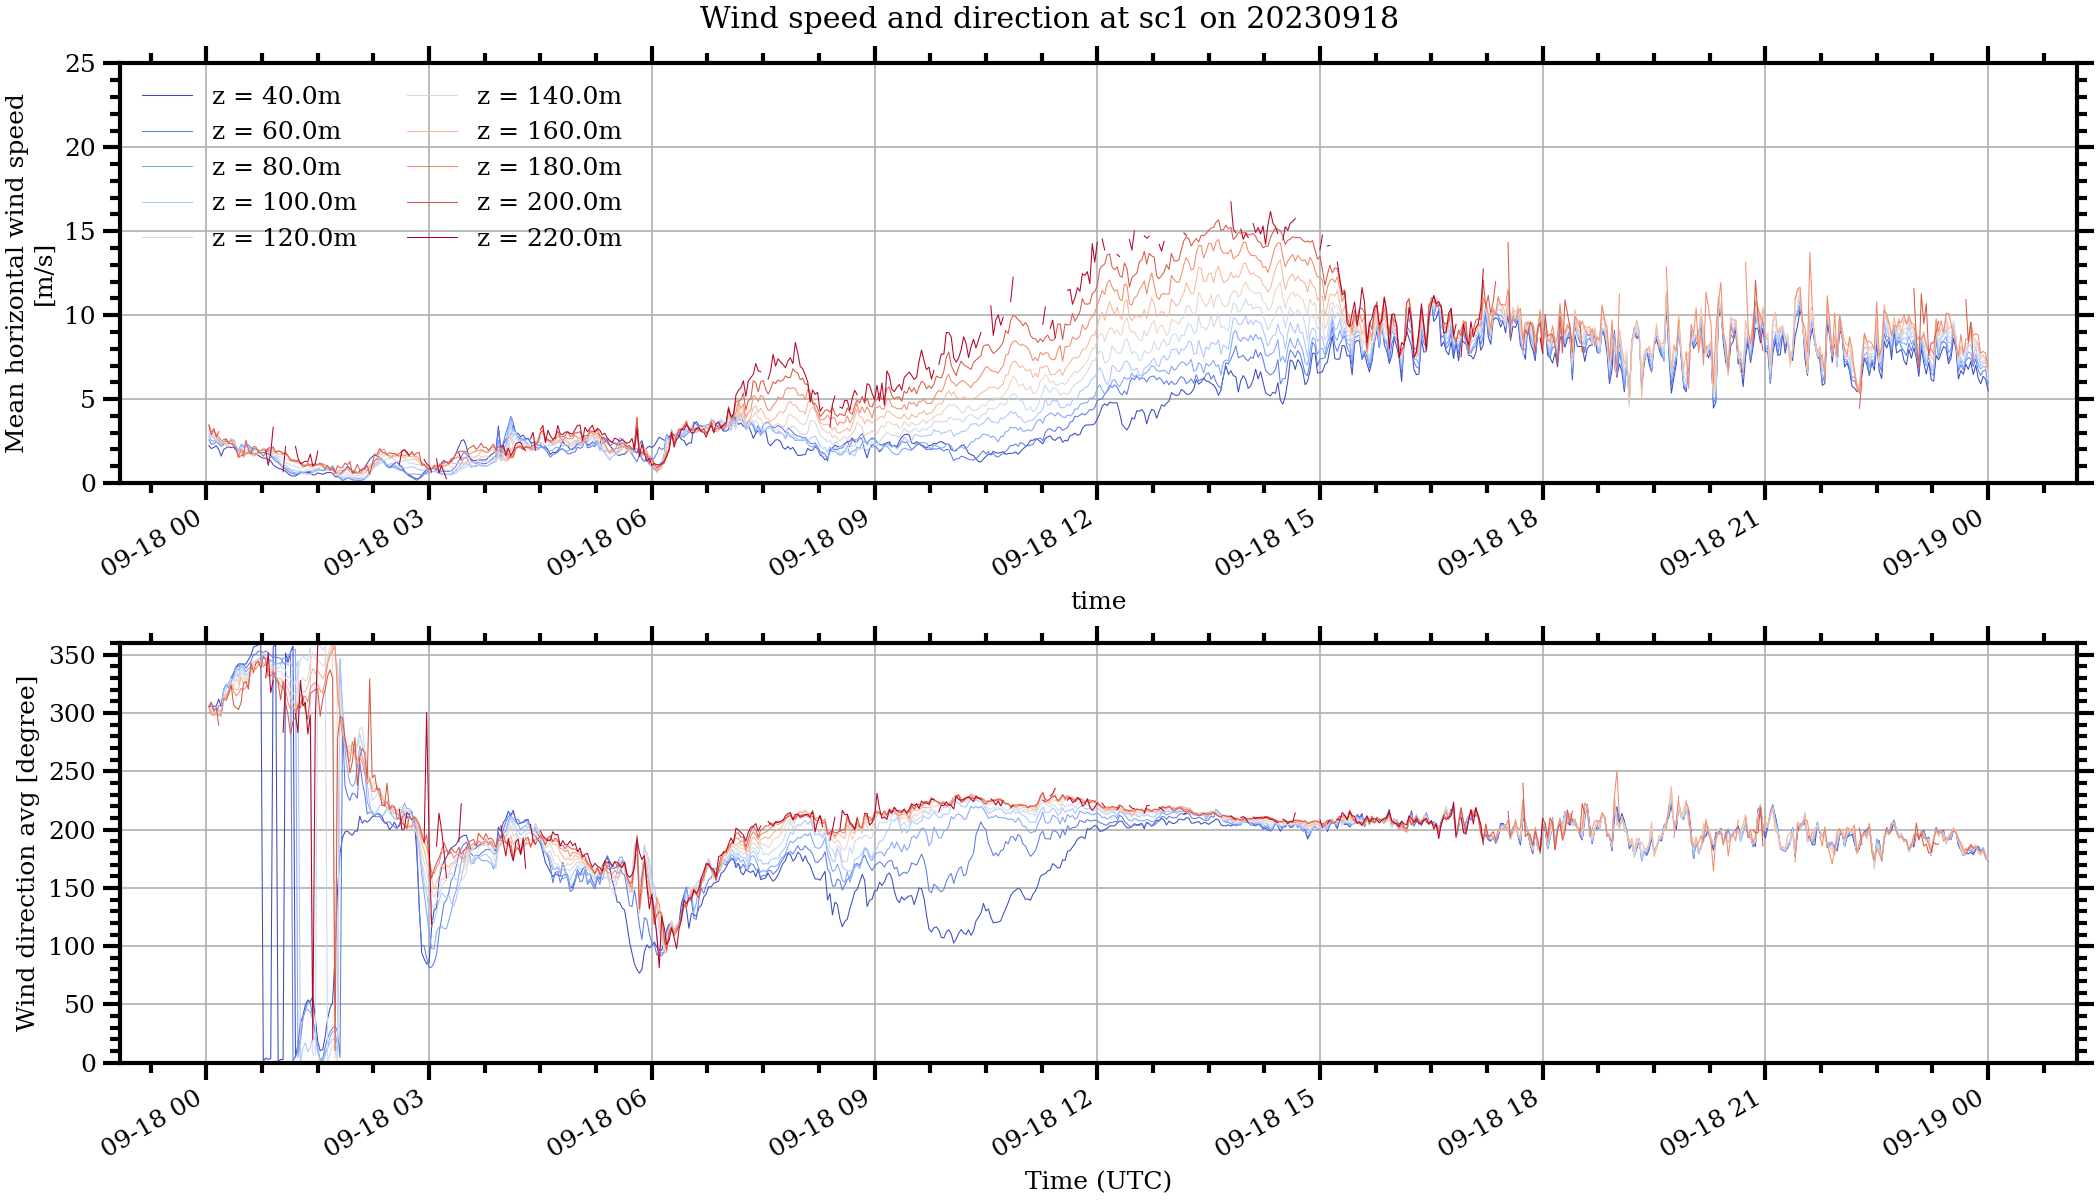 Wind speed and direction at sc1 on 20230918
Mean horizontal wind speed
[m/s]
25
20
15
10
5
0
z = 40.0m
z = 60.0m
z = 80.0m
z = 100.0m
z = 120.0m
z = 140.0m
z = 160.0m
z = 180.0m
z = 200.0m
z = 220.0m
09-18 00
09-18 03
09-18 06
09-18 09
09-18 12
09-18 15
09-18 18
09-18 21
09-19 00
time
Wind direction avg [degree]
350
300
250
200
150
100
50
0
09-18 00
09-18 03
09-18 06
09-18 09
09-18 12
09-18 15
09-18 18
09-18 21
09-19 00
Time (UTC)